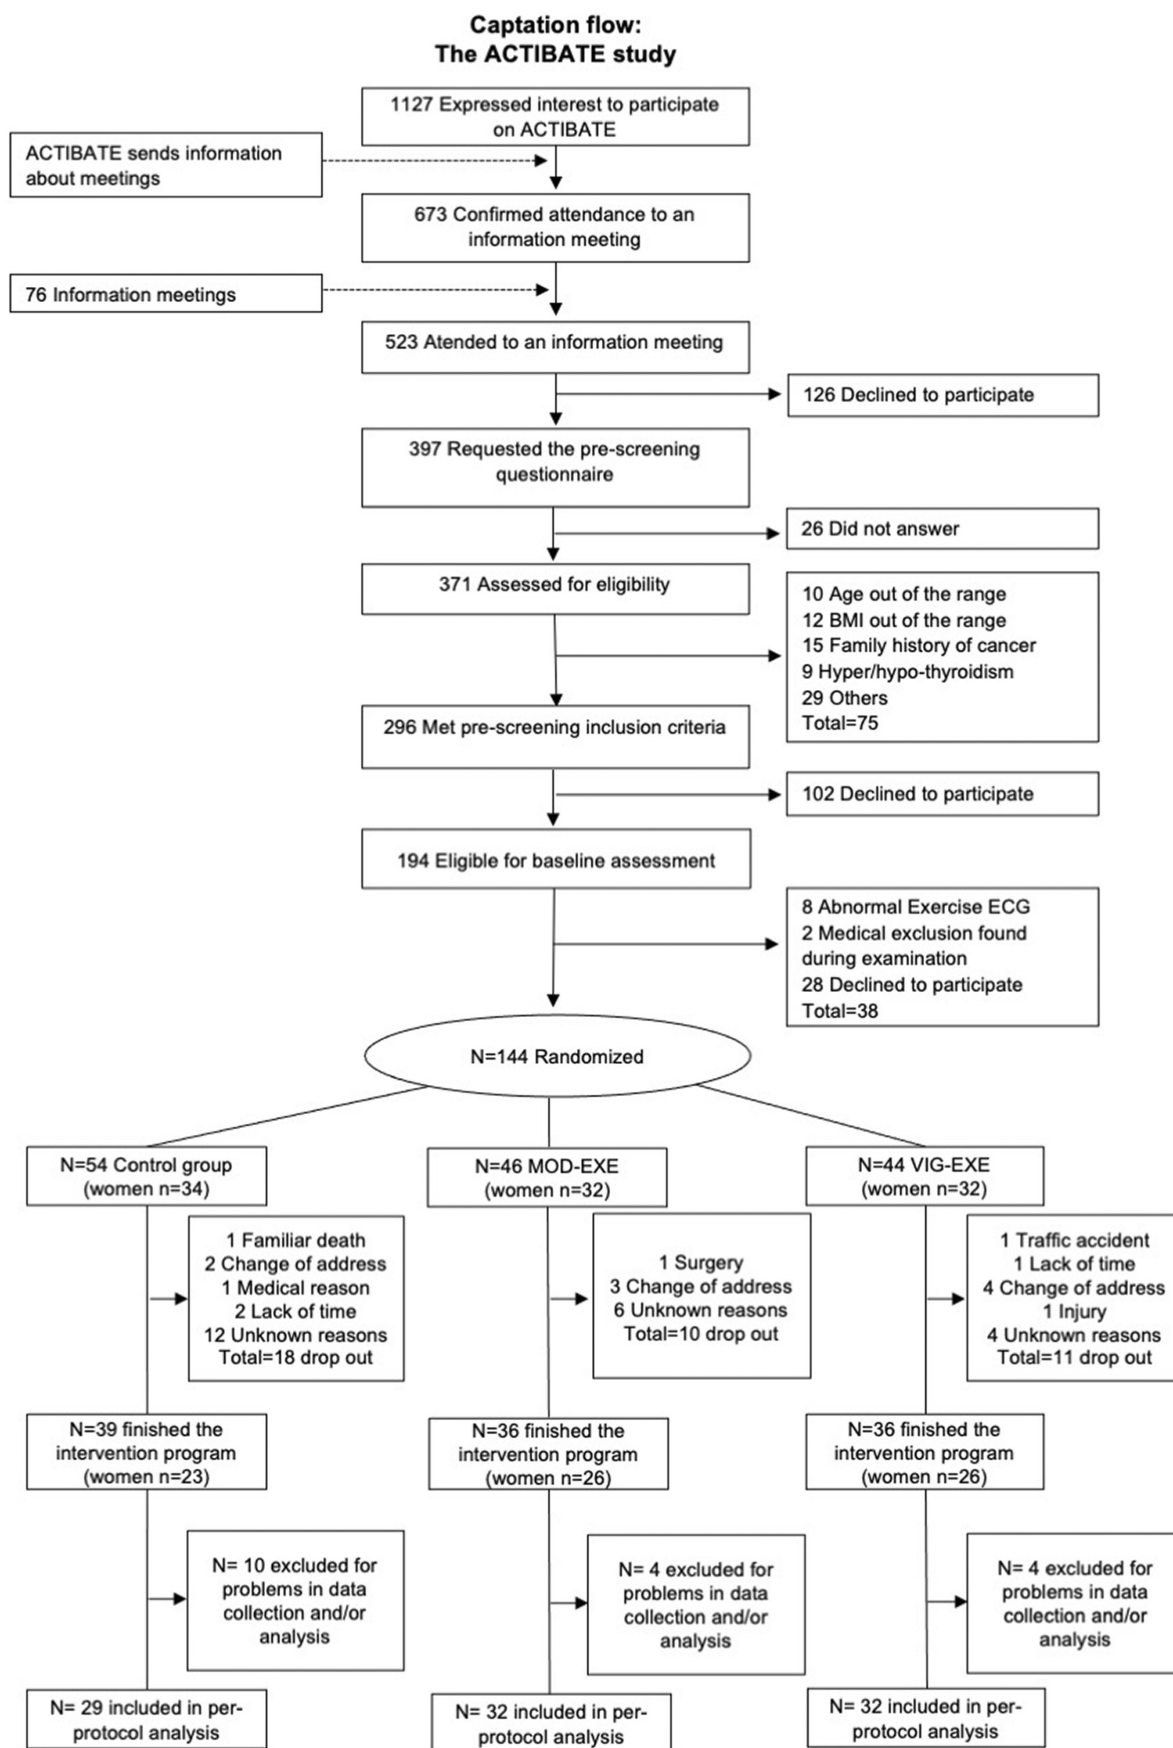 Captation flow:
The ACTIBATE study
1127 Expressed interest to participate
on ACTIBATE
ACTIBATE sends information
about meetings
673 Confirmed attendance to an
information meeting
76 Information meetings
523 Atended to an information meeting
126 Declined to participate
397 Requested the pre-screening
questionnaire
26 Did not answer
371 Assessed for eligibility
10 Age out of the range
12 BMI out of the range
15 Family history of cancer
9 Hyper/hypo-thyroidism
29 Others
Total=75
296 Met pre-screening inclusion criteria
102 Declined to participate
194 Eligible for baseline assessment
8 Abnormal Exercise ECG
2 Medical exclusion found
during examination
28 Declined to participate
Total=38
N=144 Randomized
N=54 Control group
(women n=34)
N=46 MOD-EXE
(women n=32)
N=44 VIG-EXE
(women n=32)
1 Familiar death
2 Change of address
1 Medical reason
2 Lack of time
12 Unknown reasons
Total=18 drop out
1 Surgery
3 Change of address
6 Unknown reasons
Total=10 drop out
1 Traffic accident
1 Lack of time
4 Change of address
1 Injury
4 Unknown reasons
Total=11 drop out
N=39 finished the
intervention program
(women n=23)
N=36 finished the
intervention program
(women n=26)
N=36 finished the
intervention program
(women n=26)
N= 10 excluded for
problems in data
collection and/or
analysis
N= 4 excluded for
problems in data
collection and/or
analysis
N= 4 excluded for
problems in data
collection and/or
analysis
N= 29 included in per-
protocol analysis
N= 32 included in per-
protocol analysis
N= 32 included in per-
protocol analysis